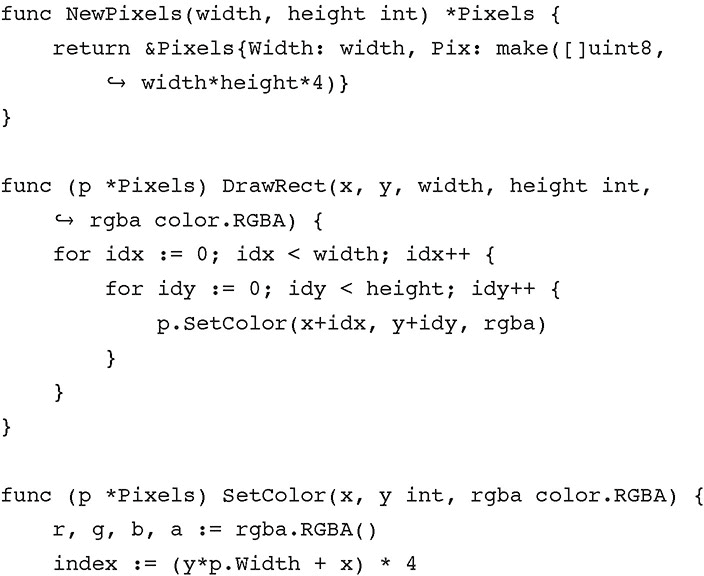 func NewPixels(width, height int) *Pixels {
    return &Pixels{Width: width, Pix: make([]uint8,
        ↪ width*height*4)}
}

func (p *Pixels) DrawRect(x, y, width, height int,
    ↪ rgba color.RGBA) {
    for idx := 0; idx < width; idx++ {
        for idy := 0; idy < height; idy++ {
            p.SetColor(x+idx, y+idy, rgba)
        }
    }
}

func (p *Pixels) SetColor(x, y int, rgba color.RGBA) {
    r, g, b, a := rgba.RGBA()
    index := (y*p.Width + x) * 4